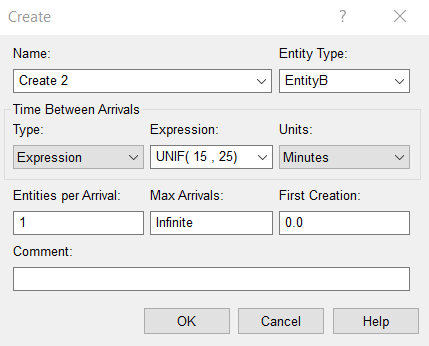 Create ?
Name: Entity Type:
Create 2 EntityB
Time Between Arrivals
Type: Expression: Units:
Expression UNIF( 15 , 25) Minutes
Entities per Arrival: Max Arrivals: First Creation:
1 Infinite 0.0
Comment:
OK Cancel Help